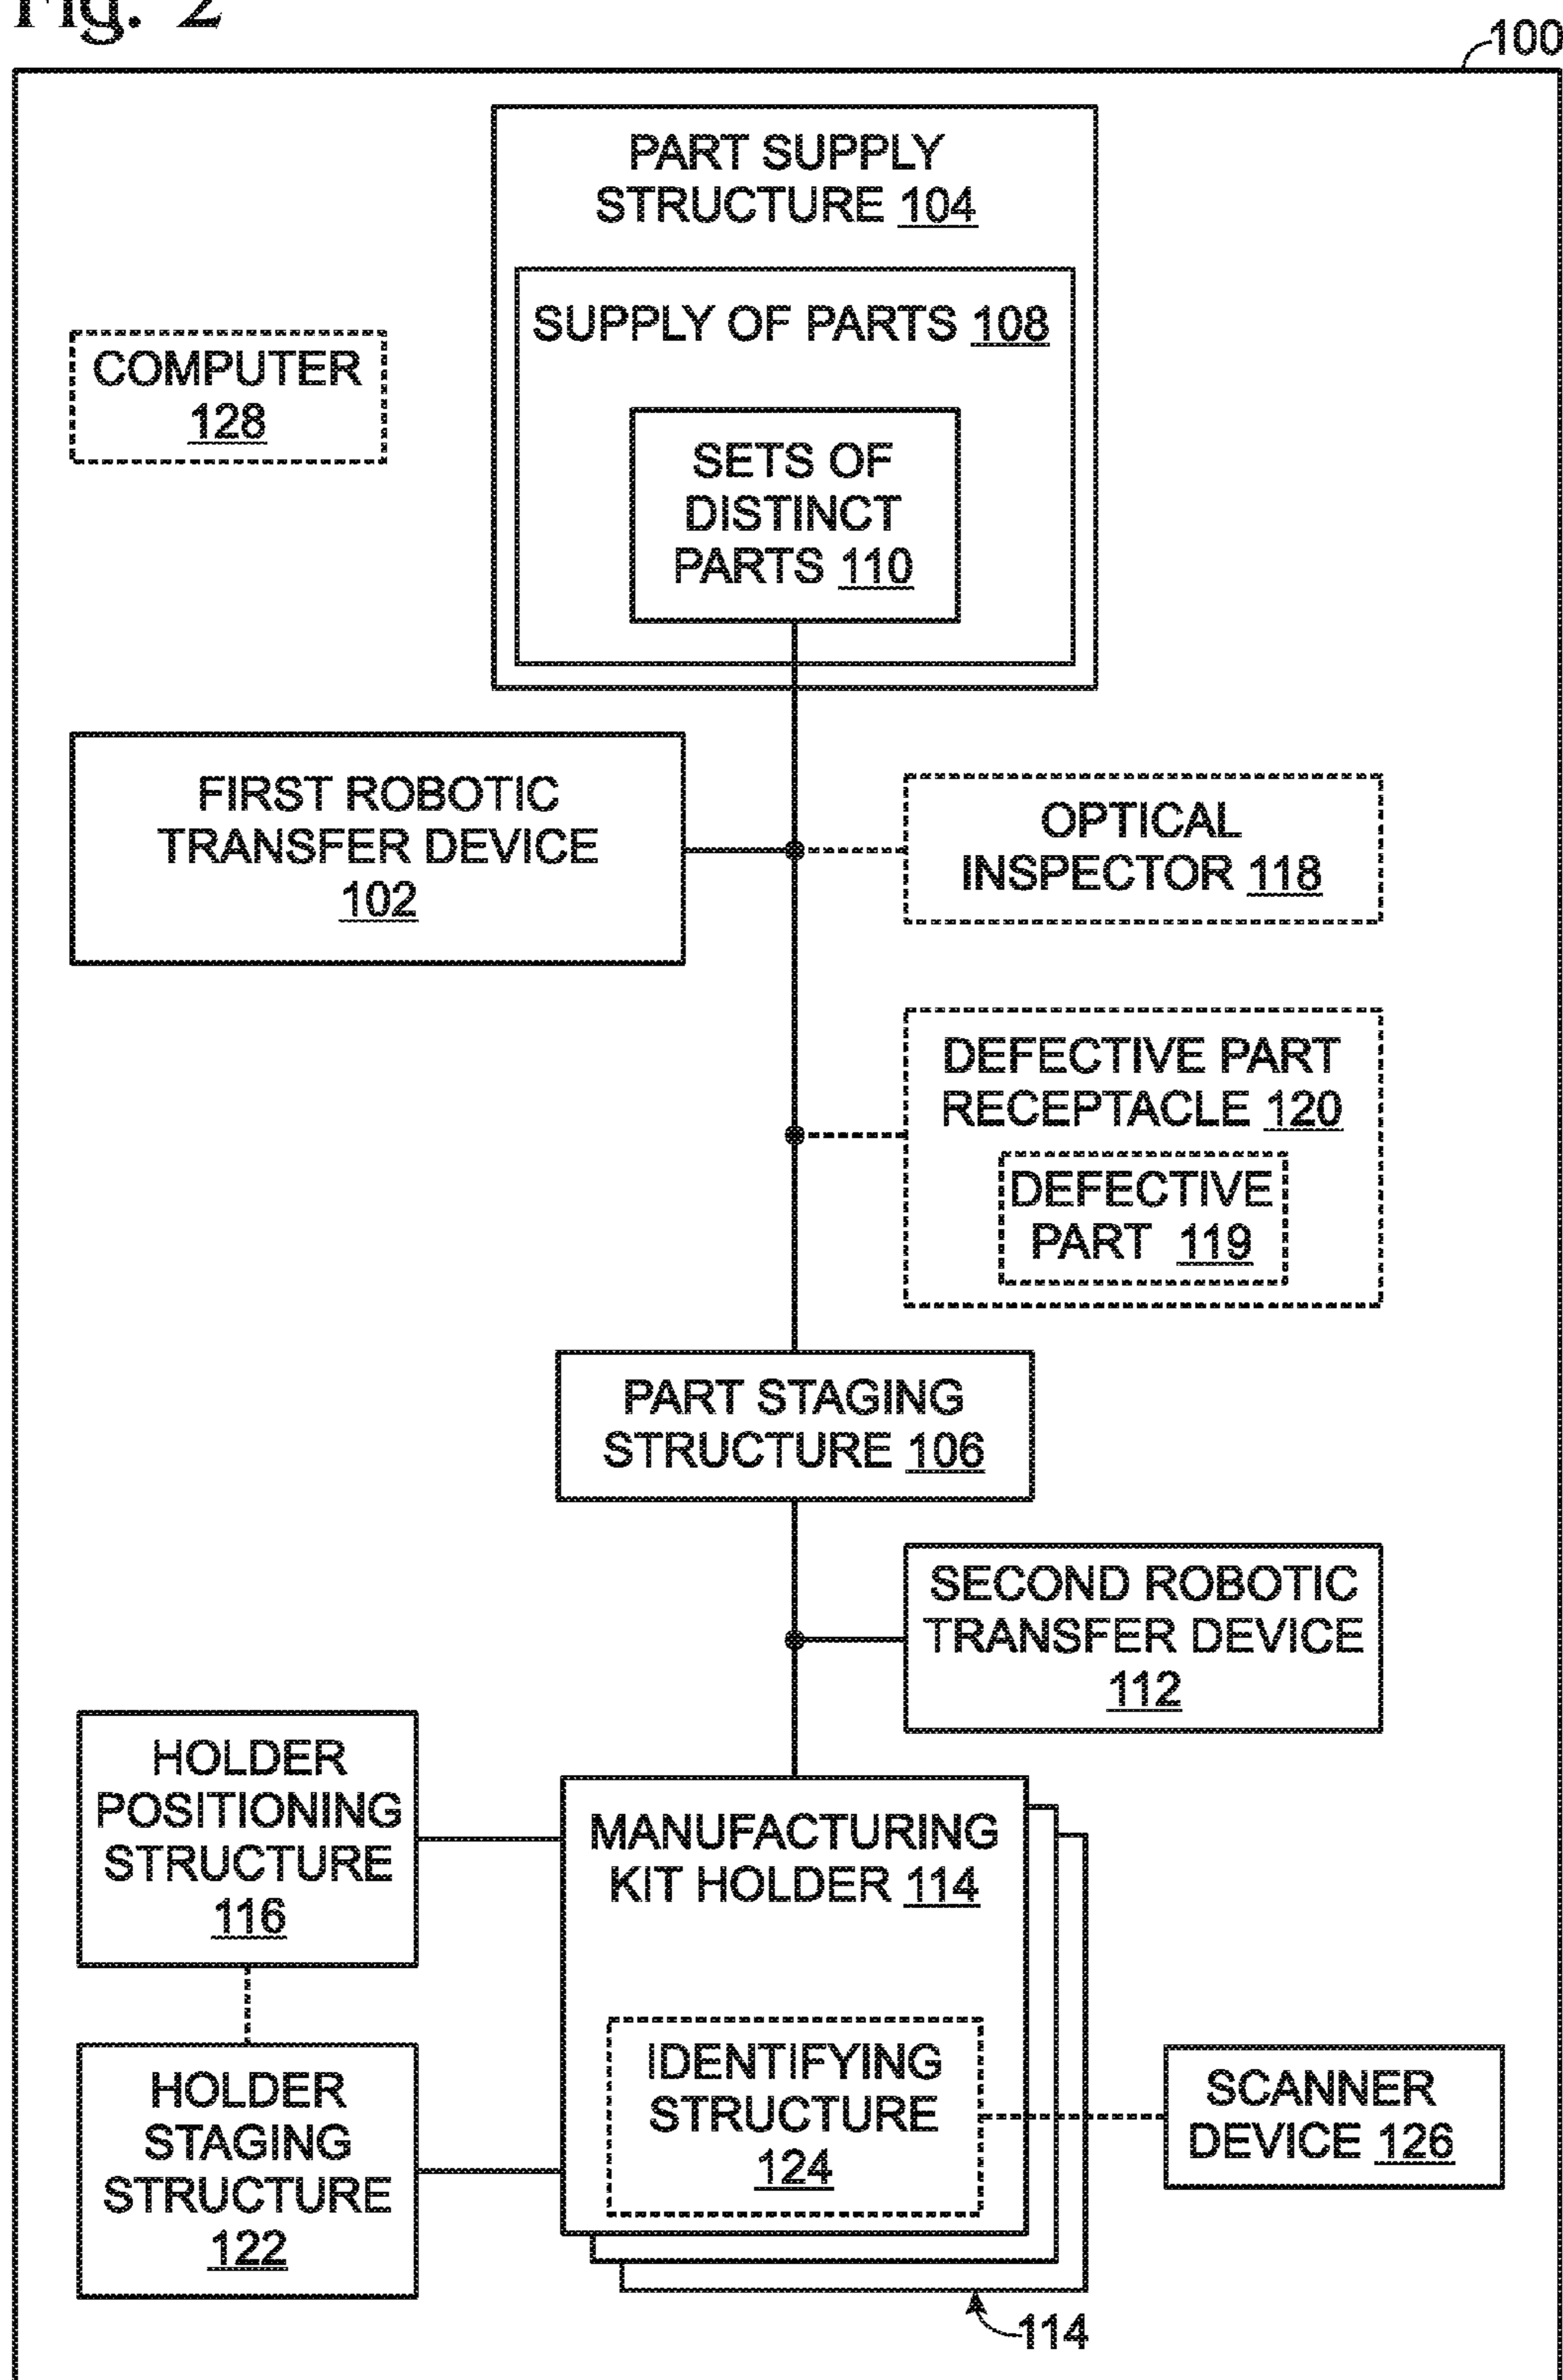 Fig. 2
100
PART SUPPLY
STRUCTURE 104
SUPPLY OF PARTS 108
COMPUTER
128
SETS OF
DISTINCT
PARTS 110
FIRST ROBOTIC
TRANSFER DEVICE
102
OPTICAL
INSPECTOR 118
DEFECTIVE PART
RECEPTACLE 120
DEFECTIVE
PART 119
PART STAGING
STRUCTURE 106
SECOND ROBOTIC
TRANSFER DEVICE
112
HOLDER
POSITIONING
STRUCTURE
116
MANUFACTURING
KIT HOLDER 114
IDENTIFYING
STRUCTURE
124
HOLDER
STAGING
STRUCTURE
122
SCANNER
DEVICE 126
114